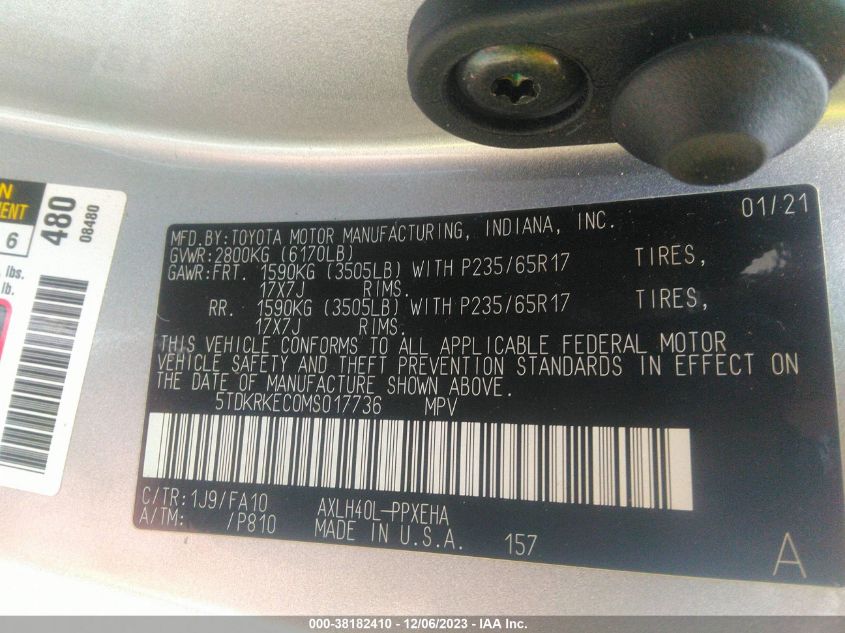 N
MENT
6
480
08480
lbs.
lb.
01/21
MFD.BY:TOYOTA MOTOR MANUFACTURING, INDIANA, INC.
GVWR:2800KG (6170LB)
GAWR:FRT. 1590KG (3505LB) WITH P235/65R17 TIRES,
17X7J RIMS.
RR. 1590KG (3505LB) WITH P235/65R17 TIRES,
17X7J RIMS.
THIS VEHICLE CONFORMS TO ALL APPLICABLE FEDERAL MOTOR
VEHICLE SAFETY AND THEFT PREVENTION STANDARDS IN EFFECT ON
THE DATE OF MANUFACTURE SHOWN ABOVE.
5TDKRKEC0MS017736 MPV
C/TR:1J9/FA10 AXLH40L-PPXEHA
A/TM: /P810 MADE IN U.S.A. 157
A
000-38182410 - 12/06/2023 - IAA Inc.